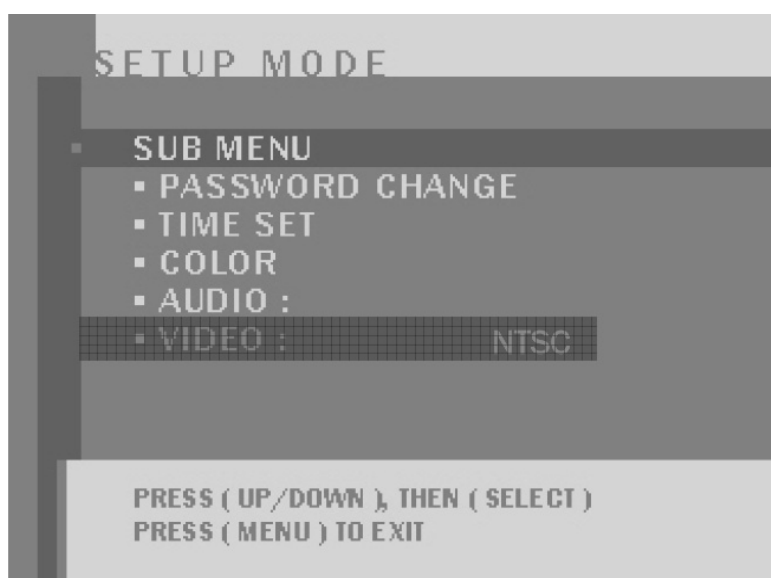 SETUP MODE
SUB MENU
▪ PASSWORD CHANGE
▪ TIME SET
▪ COLOR
▪ AUDIO :
▪ VIDEO : NTSC
PRESS ( UP/DOWN ), THEN ( SELECT )
PRESS ( MENU ) TO EXIT